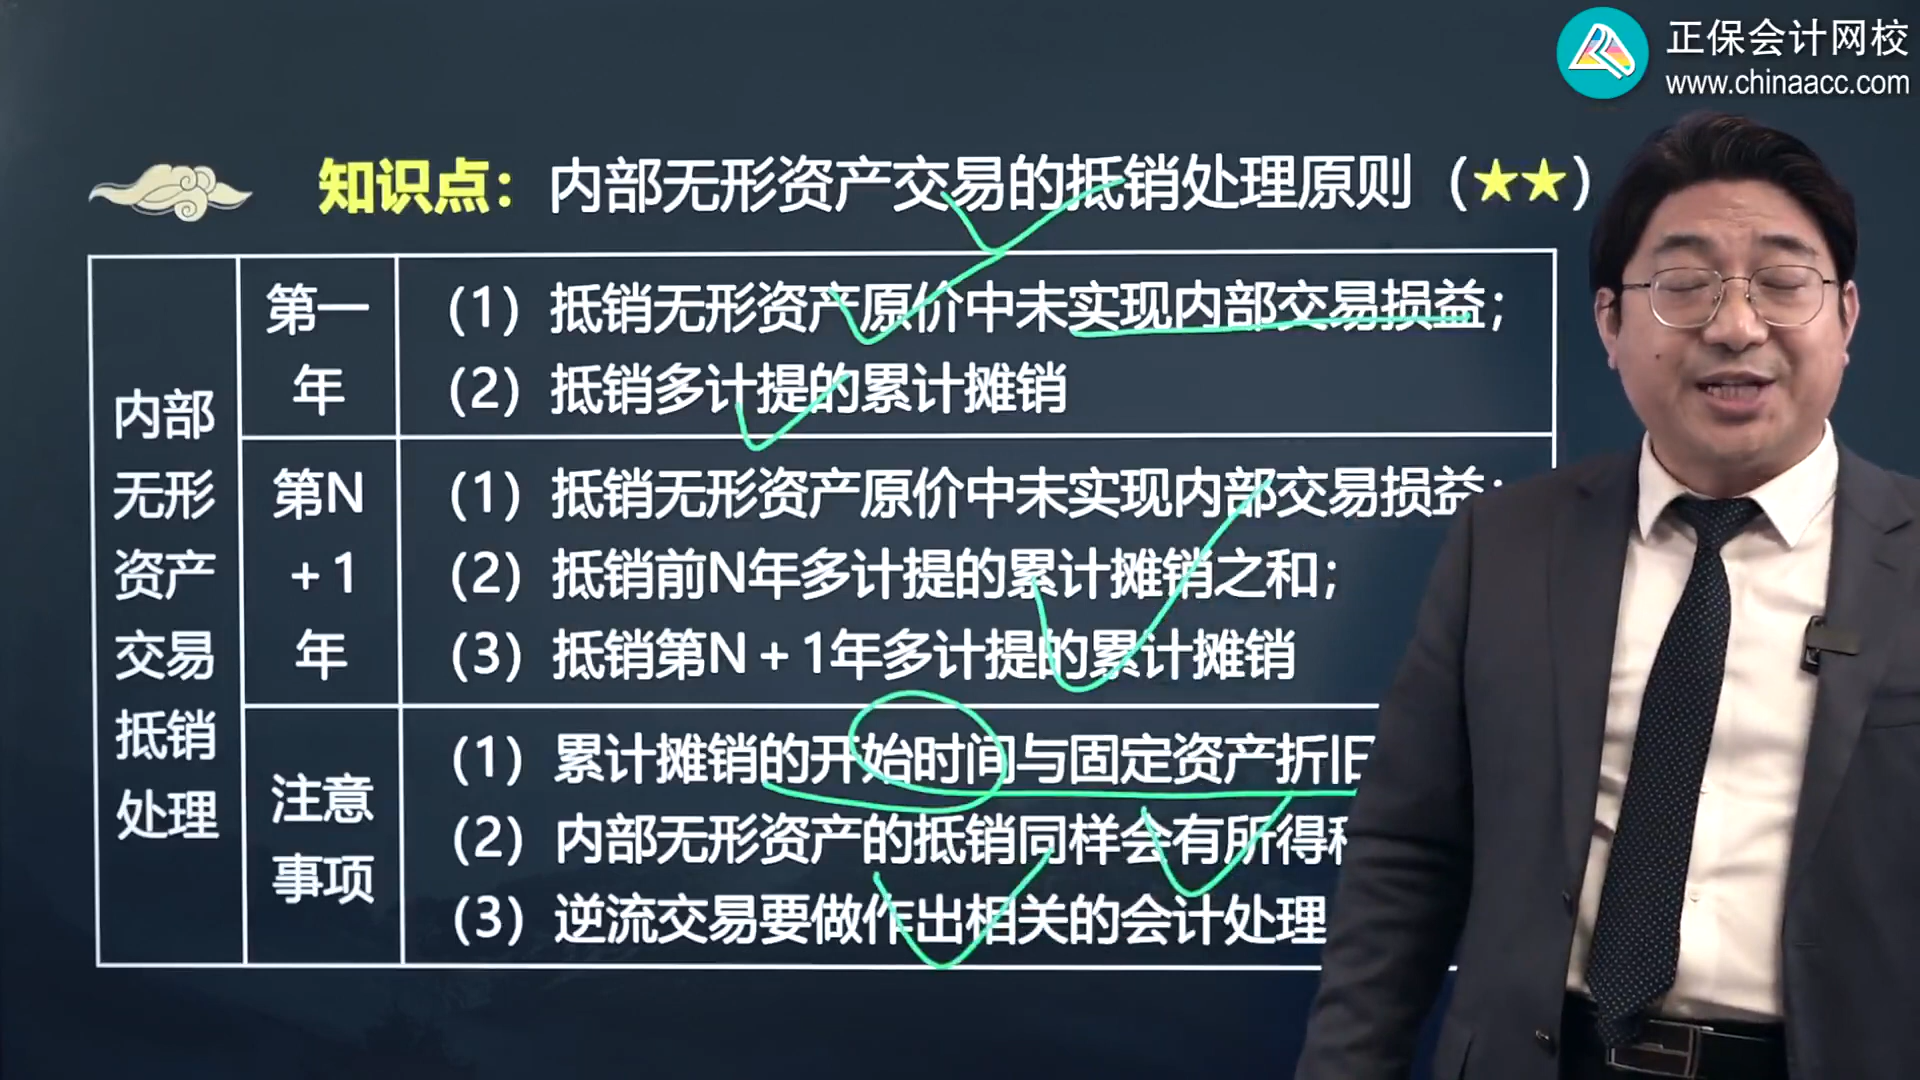 正保会计网校
www.chinaacc.com
知识点：内部无形资产交易的抵销处理原则（★★）
内部无形资产交易抵销处理
第一年
（1）抵销无形资产原价中未实现内部交易损益；
（2）抵销多计提的累计摊销
第N+1年
（1）抵销无形资产原价中未实现内部交易损益；
（2）抵销前N年多计提的累计摊销之和；
（3）抵销第N+1年多计提的累计摊销
注意事项
（1）累计摊销的开始时间与固定资产折旧
（2）内部无形资产的抵销同样会有所得
（3）逆流交易要做作出相关的会计处理